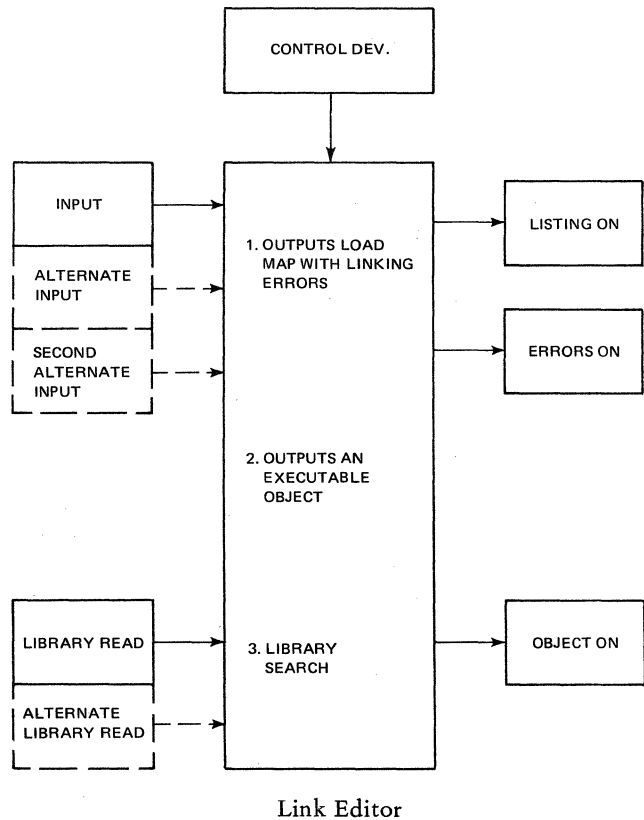 CONTROL DEV.
INPUT
ALTERNATE
INPUT
SECOND
ALTERNATE
INPUT
LIBRARY READ
ALTERNATE
LIBRARY READ
1. OUTPUTS LOAD
MAP WITH LINKING
ERRORS
2. OUTPUTS AN
EXECUTABLE
OBJECT
3. LIBRARY
SEARCH
LISTING ON
ERRORS ON
OBJECT ON
Link Editor